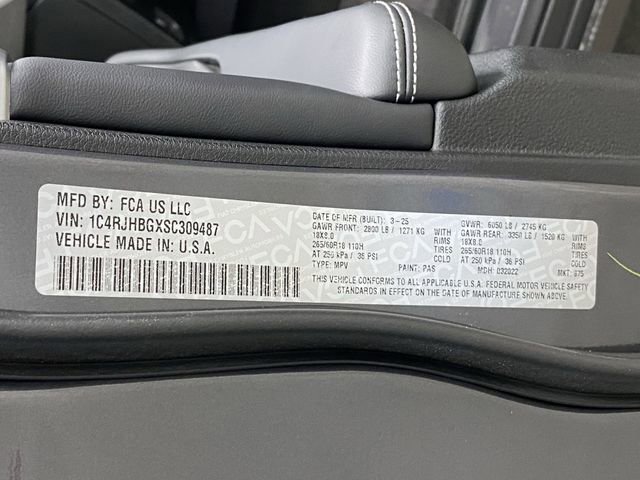 MFD BY: FCA US LLC
VIN: 1C4RJHBGXSC309487
VEHICLE MADE IN: U.S.A.
DATE OF MFR (BUILT): 3-25 GVWR: 6050 LB / 2745 KG
GAWR FRONT: 2800 LB / 1271 KG WITH GAWR REAR: 3350 LB / 1520 KG WITH
18X8.0 RIMS 18X8.0 RIMS
265/60R18 110H TIRES 265/60R18 110H TIRES
AT 250 kPa / 36 PSI COLD AT 250 kPa / 36 PSI COLD
TYPE: MPV PAINT: PAS MDH: 032022 MKT: 675
THIS VEHICLE CONFORMS TO ALL APPLICABLE U.S.A. FEDERAL MOTOR VEHICLE SAFETY
STANDARDS IN EFFECT ON THE DATE OF MANUFACTURE SHOWN ABOVE.